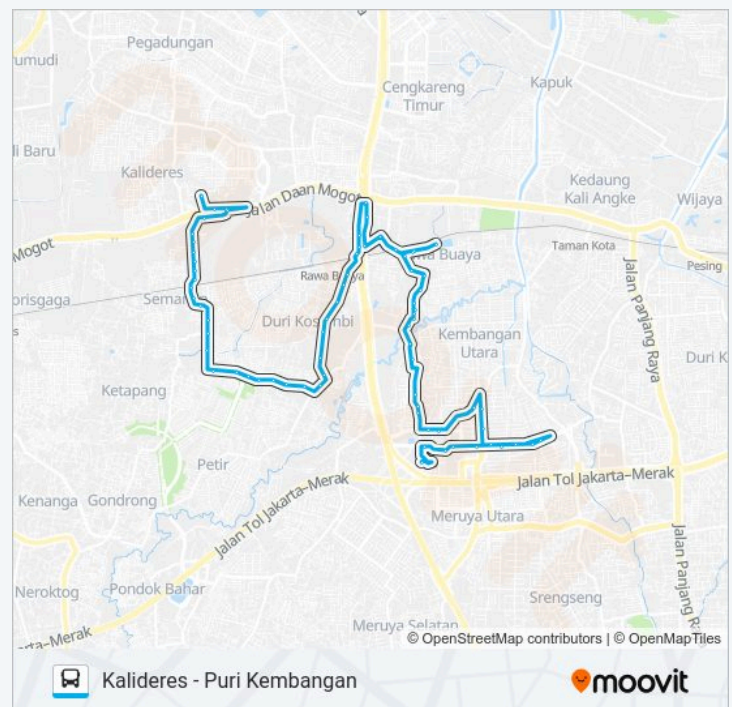 Pegadungan
rumudi
Cengkareng
Timur
Kapuk
li Baru
Kalideres
Kedaung
Kali Angke
Wijaya
Jalan Daan Mogot
Mogot
Taman Kota
Pesing
Buaya
Rawa Buaya
orisgaga
Duri Kosambi
Kembangan
Utara
Jalan Panjang Raya
Duri K
Ketapang
Petir
Kenanga
Gondrong
Jalan Tol Jakarta–Merak
Jalan Tol Jakarta–Merak
Meruya Utara
Neroktog
Pondok Bahar
Srengseng
Jalan Panjang Ra
Meruya Selatan
arta–Merak
© OpenStreetMap contributors | © OpenMapTiles
Kalideres - Puri Kembangan
moovit